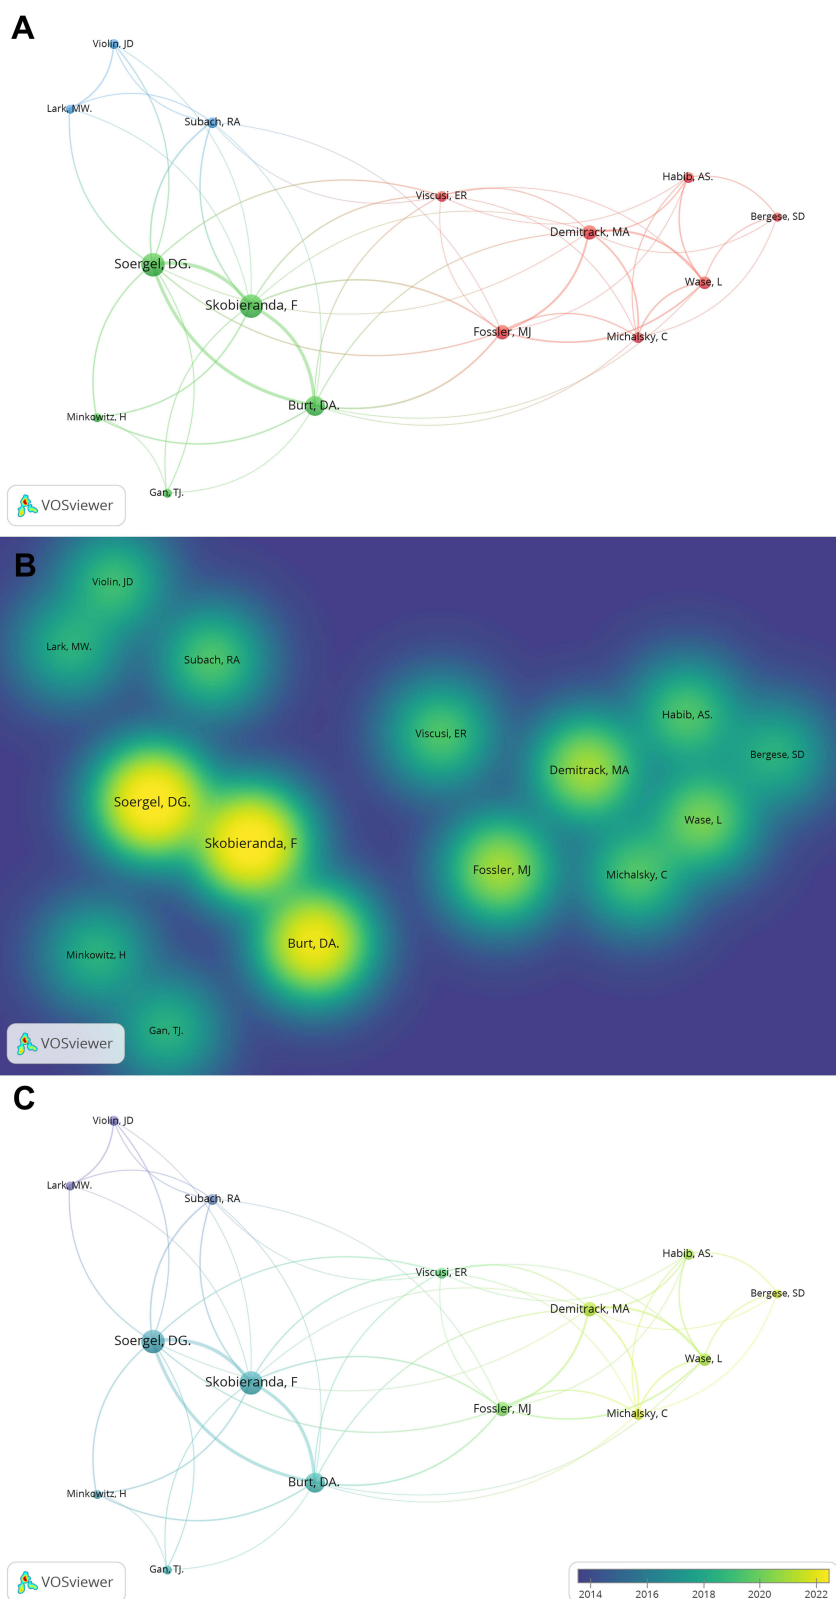 A
Violin, JD
Lark, MW.
Subach, RA
Habib, AS.
Viscusi, ER
Bergese, SD
Demitrack, MA
Soergel, DG.
Wase, L
Skobieranda, F
Fossler, MJ
Michalsky, C
Burt, DA.
Minkowitz, H
Gan, TJ.
VOSviewer
B
Violin, JD
Lark, MW.
Subach, RA
Habib, AS.
Viscusi, ER
Bergese, SD
Demitrack, MA
Soergel, DG.
Wase, L
Skobieranda, F
Fossler, MJ
Michalsky, C
Burt, DA.
Minkowitz, H
Gan, TJ.
VOSviewer
C
Violin, JD
Lark, MW.
Subach, RA
Habib, AS.
Viscusi, ER
Bergese, SD
Demitrack, MA
Soergel, DG.
Wase, L
Skobieranda, F
Fossler, MJ
Michalsky, C
Burt, DA.
Minkowitz, H
Gan, TJ.
VOSviewer
2014 2016 2018 2020 2022